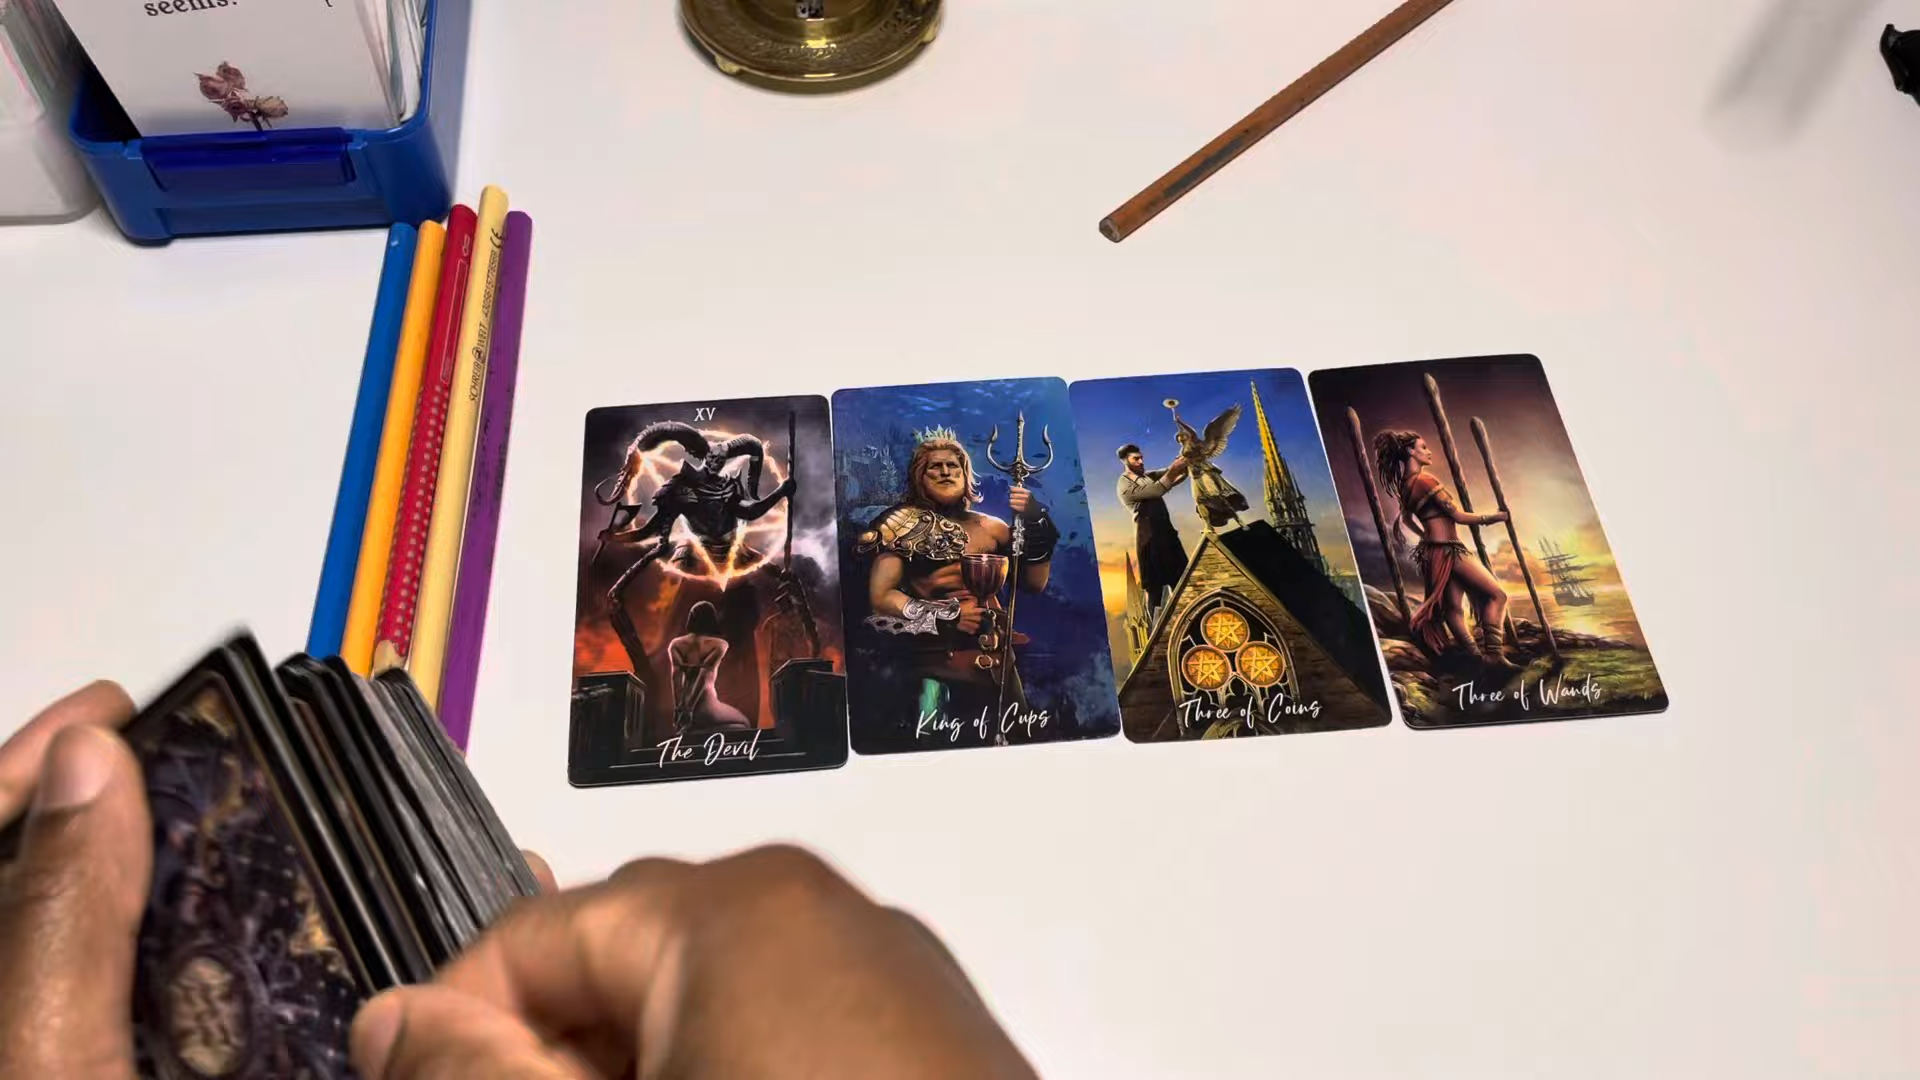 seems.
XV
The Devil
King of Cups
Three of Coins
Three of Wands